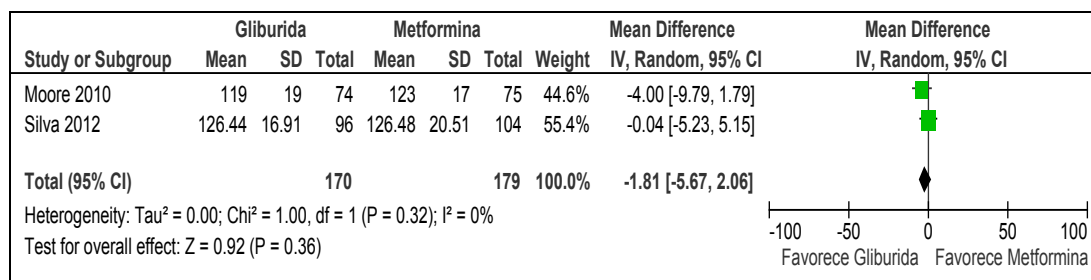 Gliburida Metformina Mean Difference Mean Difference
Study or Subgroup Mean SD Total Mean SD Total Weight IV, Random, 95% CI IV, Random, 95% CI
Moore 2010 119 19 74 123 17 75 44.6% -4.00 [-9.79, 1.79]
Silva 2012 126.44 16.91 96 126.48 20.51 104 55.4% -0.04 [-5.23, 5.15]
Total (95% CI) 170 179 100.0% -1.81 [-5.67, 2.06]
Heterogeneity: Tau² = 0.00; Chi² = 1.00, df = 1 (P = 0.32); I² = 0%
Test for overall effect: Z = 0.92 (P = 0.36)
-100 -50 0 50 100
Favorece Gliburida Favorece Metformina